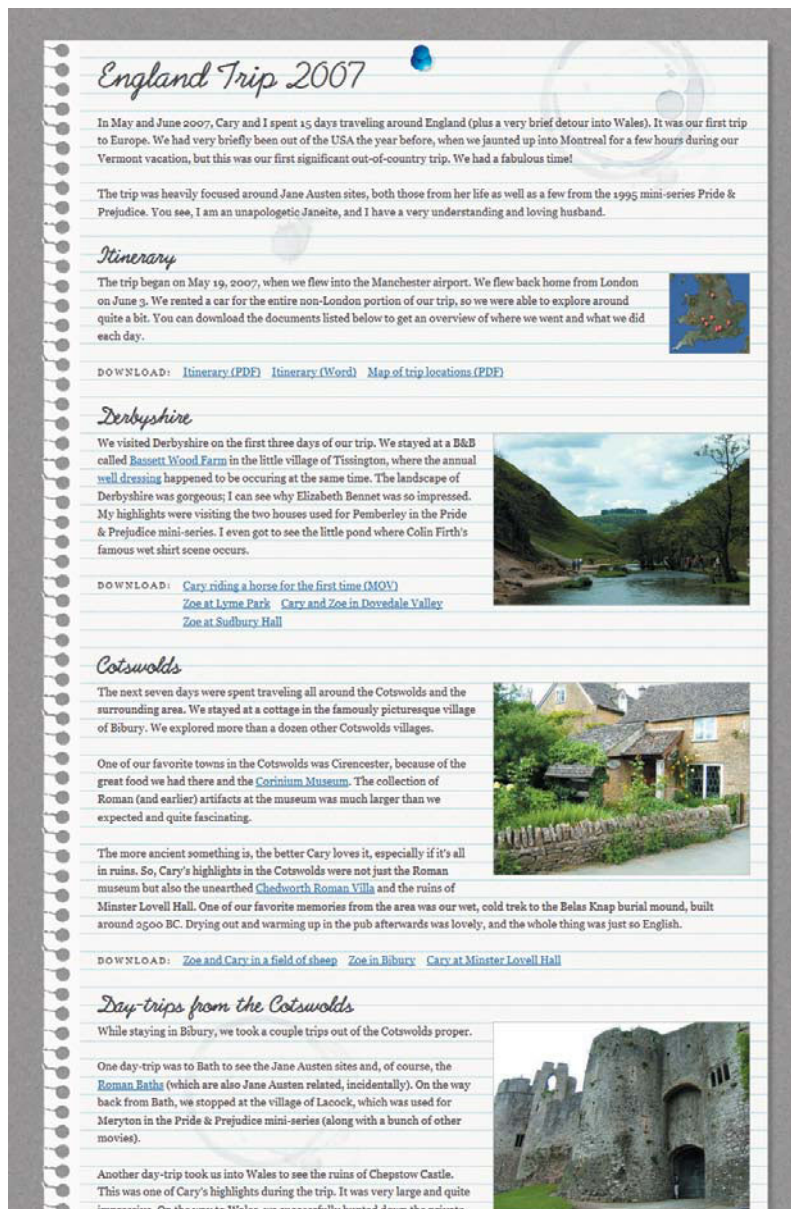 England Trip 2007
In May and June 2007, Cary and I spent 15 days traveling around England (plus a very brief detour into Wales). It was our first trip
to Europe. We had very briefly been out of the USA the year before, when we jaunted up into Montreal for a few hours during our
Vermont vacation, but this was our first significant out-of-country trip. We had a fabulous time!
The trip was heavily focused around Jane Austen sites, both those from her life as well as a few from the 1995 mini-series Pride &
Prejudice. You see, I am an unapologetic Janeite, and I have a very understanding and loving husband.
Itinerary
The trip began on May 19, 2007, when we flew into the Manchester airport. We flew back home from London
on June 3. We rented a car for the entire non-London portion of our trip, so we were able to explore around
quite a bit. You can download the documents listed below to get an overview of where we went and what we did
each day.
DOWNLOAD: Itinerary (PDF) Itinerary (Word) Map of trip locations (PDF)
Derbyshire
We visited Derbyshire on the first three days of our trip. We stayed at a B&B
called Bassett Wood Farm in the little village of Tissington, where the annual
well dressing happened to be occuring at the same time. The landscape of
Derbyshire was gorgeous; I can see why Elizabeth Bennet was so impressed.
My highlights were visiting the two houses used for Pemberley in the Pride
& Prejudice mini-series. I even got to see the little pond where Colin Firth's
famous wet shirt scene occurs.
DOWNLOAD: Cary riding a horse for the first time (MOV)
Zoe at Lyme Park Cary and Zoe in Dovedale Valley
Zoe at Sudbury Hall
Cotswolds
The next seven days were spent traveling all around the Cotswolds and the
surrounding area. We stayed at a cottage in the famously picturesque village
of Bibury. We explored more than a dozen other Cotswolds villages.
One of our favorite towns in the Cotswolds was Cirencester, because of the
great food we had there and the Corinium Museum. The collection of
Roman (and earlier) artifacts at the museum was much larger than we
expected and quite fascinating.
The more ancient something is, the better Cary loves it, especially if it's all
in ruins. So, Cary's highlights in the Cotswolds were not just the Roman
museum but also the unearthed Chedworth Roman Villa and the ruins of
Minster Lovell Hall. One of our favorite memories from the area was our wet, cold trek to the Belas Knap burial mound, built
around 2500 BC. Drying out and warming up in the pub afterwards was lovely, and the whole thing was just so English.
DOWNLOAD: Zoe and Cary in a field of sheep Zoe in Bibury Cary at Minster Lovell Hall
Day-trips from the Cotswolds
While staying in Bibury, we took a couple trips out of the Cotswolds proper.
One day-trip was to Bath to see the Jane Austen sites and, of course, the
Roman Baths (which are also Jane Austen related, incidentally). On the way
back from Bath, we stopped at the village of Lacock, which was used for
Meryton in the Pride & Prejudice mini-series (along with a bunch of other
movies).
Another day-trip took us into Wales to see the ruins of Chepstow Castle.
This was one of Cary's highlights during the trip. It was very large and quite